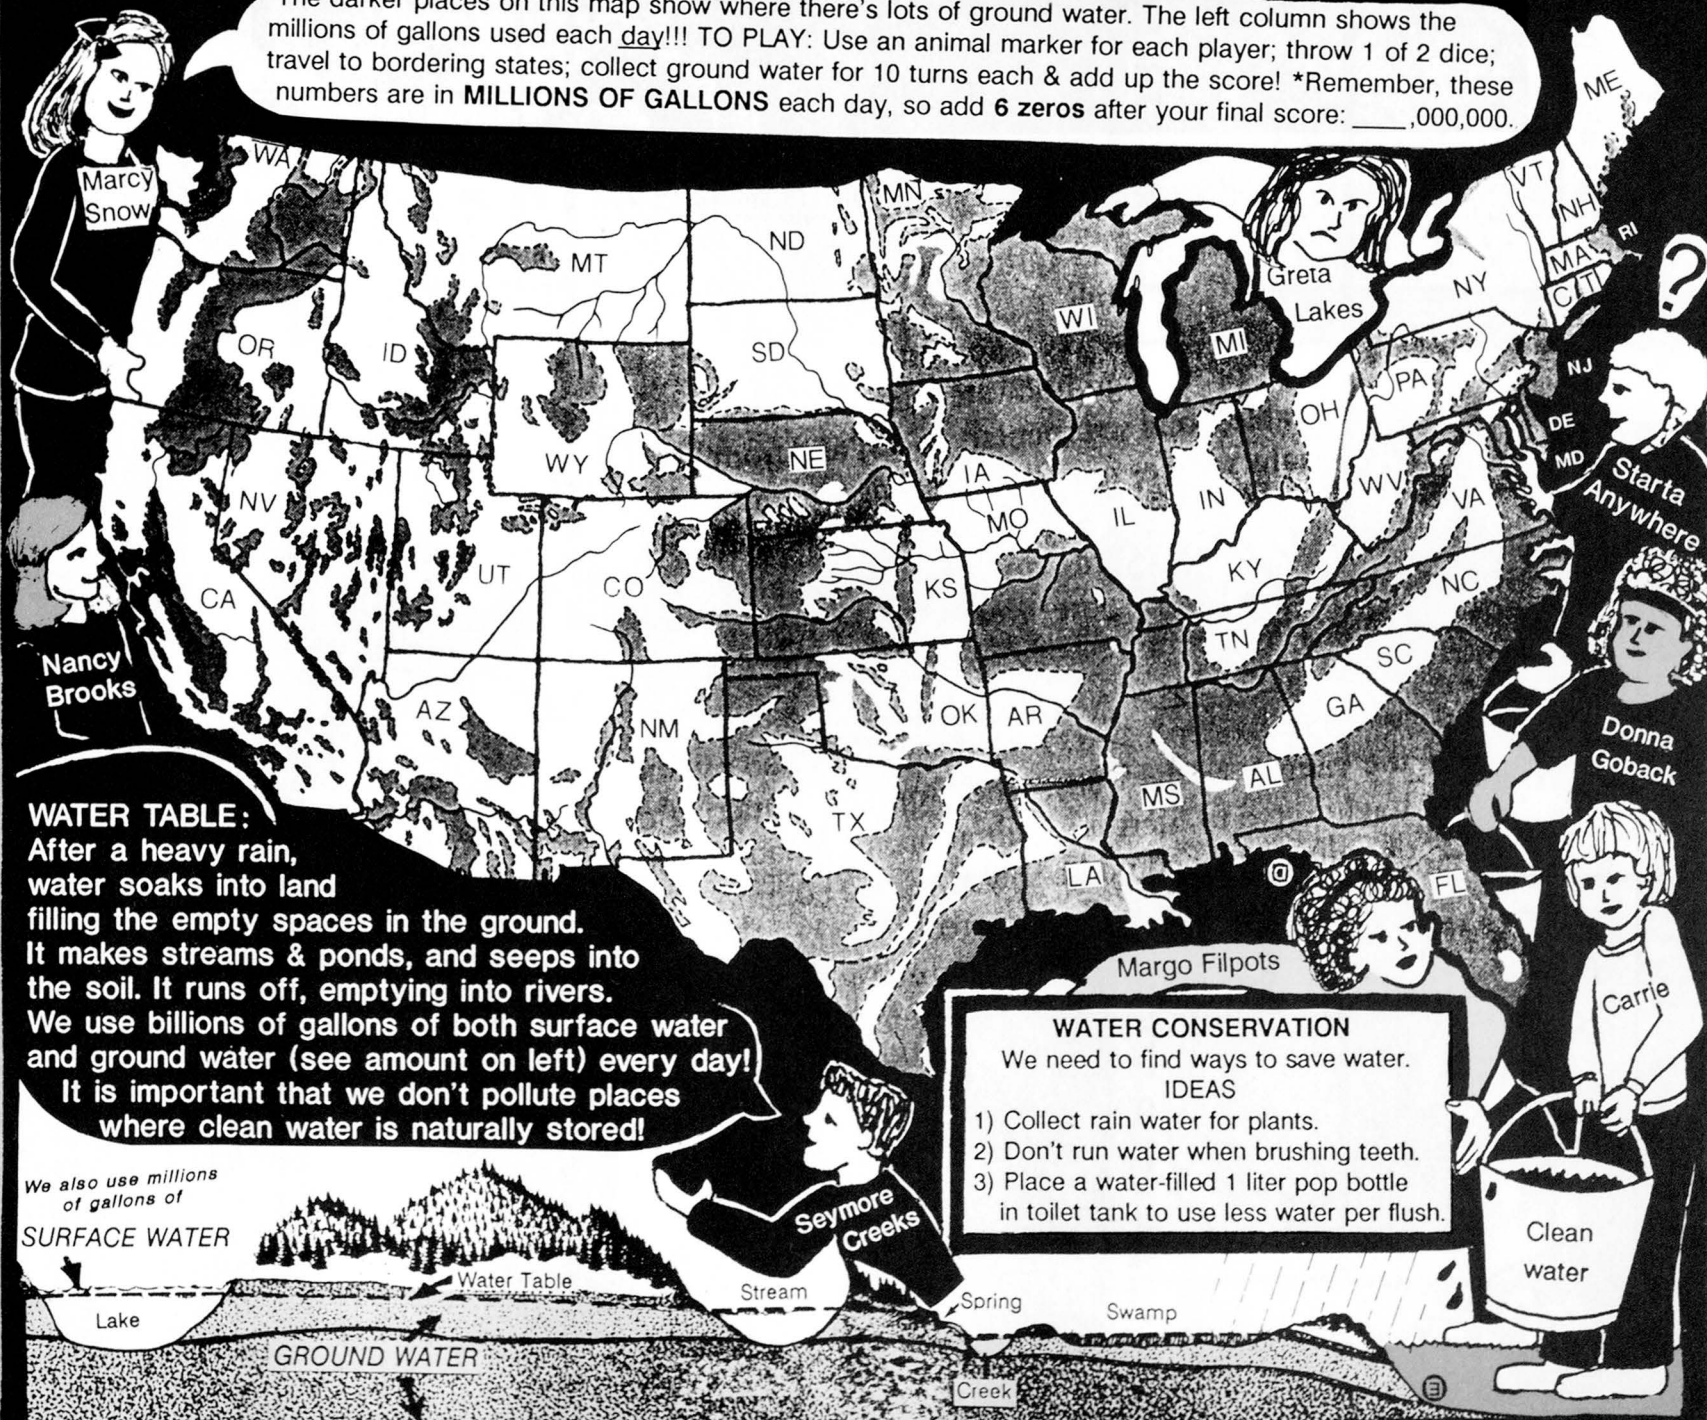 The darker places on this map show where there's lots of ground water. The left column shows the
millions of gallons used each day!!! TO PLAY: Use an animal marker for each player; throw 1 of 2 dice;
travel to bordering states; collect ground water for 10 turns each & add up the score! *Remember, these
numbers are in MILLIONS OF GALLONS each day, so add 6 zeros after your final score: ____,000,000.
Marcy
Snow
Greta
Lakes
Starta
Anywhere
Nancy
Brooks
Donna
Goback
WA
MT
ND
MN
OR
ID
WY
SD
WI
MI
NE
IA
NV
UT
CO
CA
KS
MO
IL
IN
OH
PA
NY
VT
NH
ME
MA
RI
CT
NJ
DE
MD
WV
VA
KY
NC
TN
SC
GA
AZ
NM
OK
AR
TX
LA
MS
AL
FL
?
WATER TABLE:
After a heavy rain,
water soaks into land
filling the empty spaces in the ground.
It makes streams & ponds, and seeps into
the soil. It runs off, emptying into rivers.
We use billions of gallons of both surface water
and ground water (see amount on left) every day!
It is important that we don't pollute places
where clean water is naturally stored!
Margo Filpots
Carrie
WATER CONSERVATION
We need to find ways to save water.
IDEAS
1) Collect rain water for plants.
2) Don't run water when brushing teeth.
3) Place a water-filled 1 liter pop bottle
in toilet tank to use less water per flush.
Seymore
Creeks
Clean
water
We also use millions
of gallons of
SURFACE WATER
Lake
Water Table
GROUND WATER
Stream
Spring
Creek
Swamp